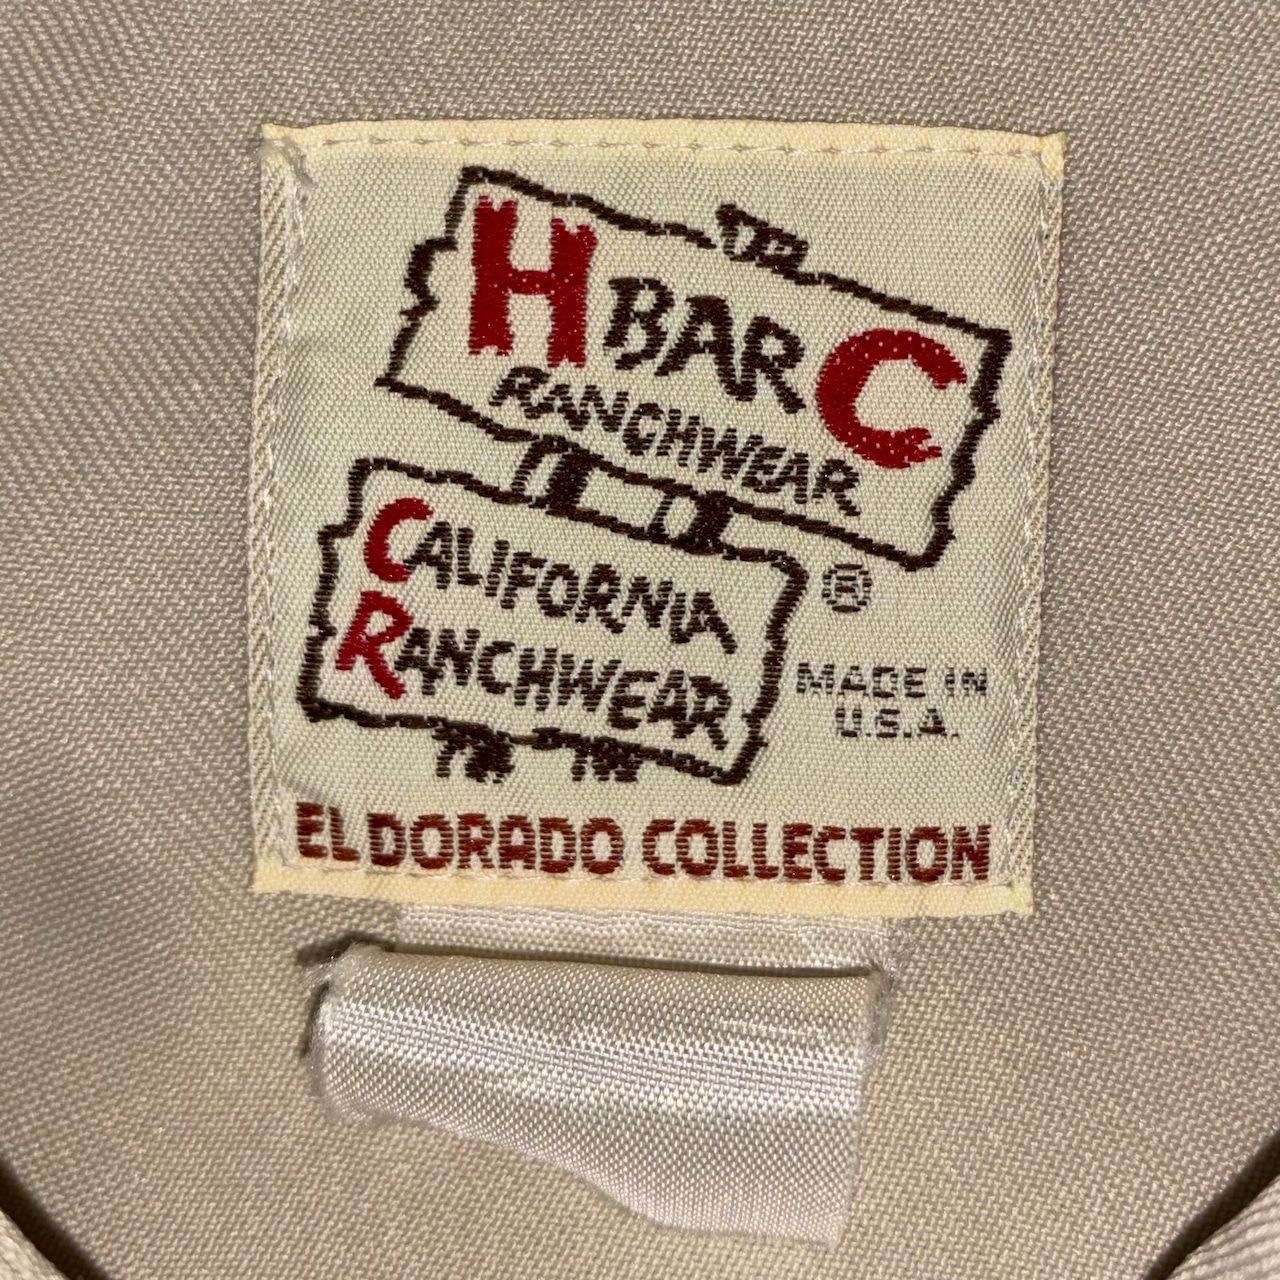 H BAR C
RANCHWEAR
CALIFORNIA
RANCHWEAR
®
MADE IN
U.S.A.
EL DORADO COLLECTION